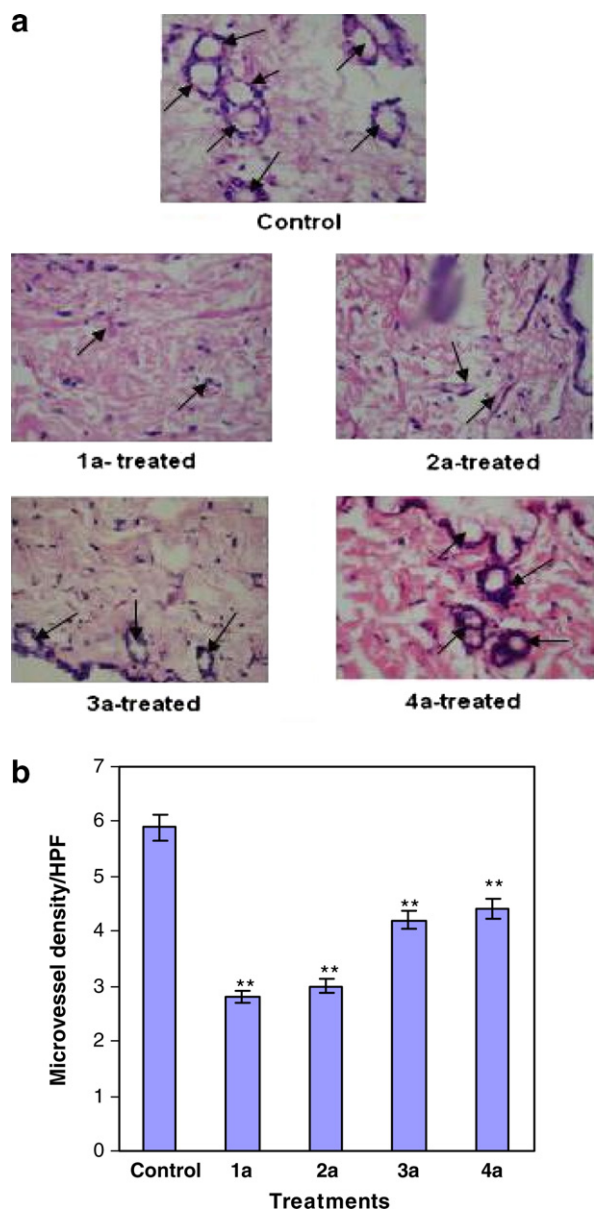 a
Control
1a- treated
2a-treated
3a-treated
4a-treated
b
Microvessel density/HPF
7
6
5
4
3
2
1
0
**
**
**
**
Control 1a 2a 3a 4a
Treatments